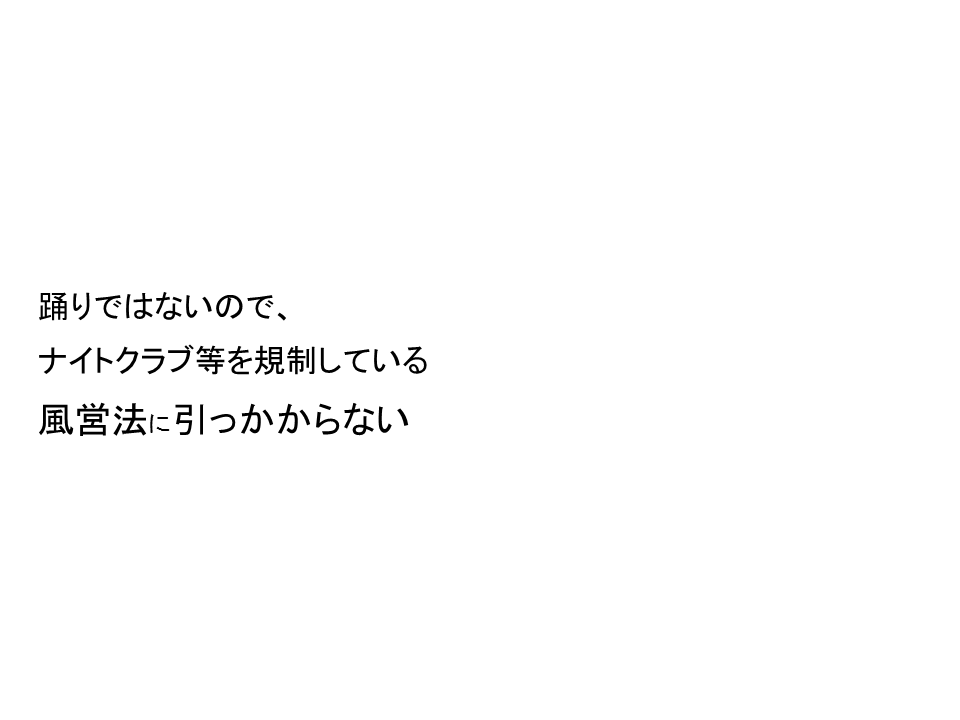 踊りではないので、
ナイトクラブ等を規制している
風営法に引っかからない